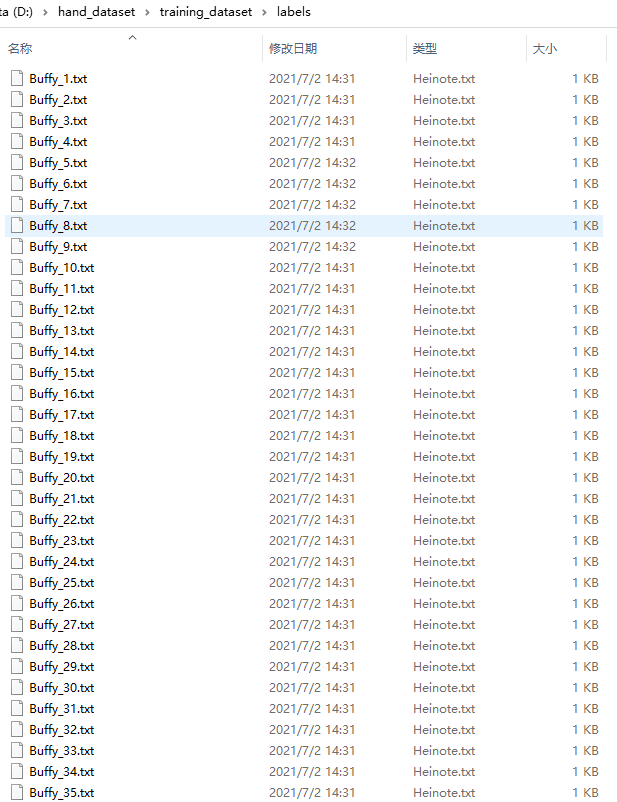 ta (D:) › hand_dataset › training_dataset › labels
名称 修改日期 类型 大小
Buffy_1.txt 2021/7/2 14:31 Heinote.txt 1 KB
Buffy_2.txt 2021/7/2 14:31 Heinote.txt 1 KB
Buffy_3.txt 2021/7/2 14:31 Heinote.txt 1 KB
Buffy_4.txt 2021/7/2 14:31 Heinote.txt 1 KB
Buffy_5.txt 2021/7/2 14:32 Heinote.txt 1 KB
Buffy_6.txt 2021/7/2 14:32 Heinote.txt 1 KB
Buffy_7.txt 2021/7/2 14:32 Heinote.txt 1 KB
Buffy_8.txt 2021/7/2 14:32 Heinote.txt 1 KB
Buffy_9.txt 2021/7/2 14:32 Heinote.txt 1 KB
Buffy_10.txt 2021/7/2 14:31 Heinote.txt 1 KB
Buffy_11.txt 2021/7/2 14:31 Heinote.txt 1 KB
Buffy_12.txt 2021/7/2 14:31 Heinote.txt 1 KB
Buffy_13.txt 2021/7/2 14:31 Heinote.txt 1 KB
Buffy_14.txt 2021/7/2 14:31 Heinote.txt 1 KB
Buffy_15.txt 2021/7/2 14:31 Heinote.txt 1 KB
Buffy_16.txt 2021/7/2 14:31 Heinote.txt 1 KB
Buffy_17.txt 2021/7/2 14:31 Heinote.txt 1 KB
Buffy_18.txt 2021/7/2 14:31 Heinote.txt 1 KB
Buffy_19.txt 2021/7/2 14:31 Heinote.txt 1 KB
Buffy_20.txt 2021/7/2 14:31 Heinote.txt 1 KB
Buffy_21.txt 2021/7/2 14:31 Heinote.txt 1 KB
Buffy_22.txt 2021/7/2 14:31 Heinote.txt 1 KB
Buffy_23.txt 2021/7/2 14:31 Heinote.txt 1 KB
Buffy_24.txt 2021/7/2 14:31 Heinote.txt 1 KB
Buffy_25.txt 2021/7/2 14:31 Heinote.txt 1 KB
Buffy_26.txt 2021/7/2 14:31 Heinote.txt 1 KB
Buffy_27.txt 2021/7/2 14:31 Heinote.txt 1 KB
Buffy_28.txt 2021/7/2 14:31 Heinote.txt 1 KB
Buffy_29.txt 2021/7/2 14:31 Heinote.txt 1 KB
Buffy_30.txt 2021/7/2 14:31 Heinote.txt 1 KB
Buffy_31.txt 2021/7/2 14:31 Heinote.txt 1 KB
Buffy_32.txt 2021/7/2 14:31 Heinote.txt 1 KB
Buffy_33.txt 2021/7/2 14:31 Heinote.txt 1 KB
Buffy_34.txt 2021/7/2 14:31 Heinote.txt 1 KB
Buffy_35.txt 2021/7/2 14:31 Heinote.txt 1 KB